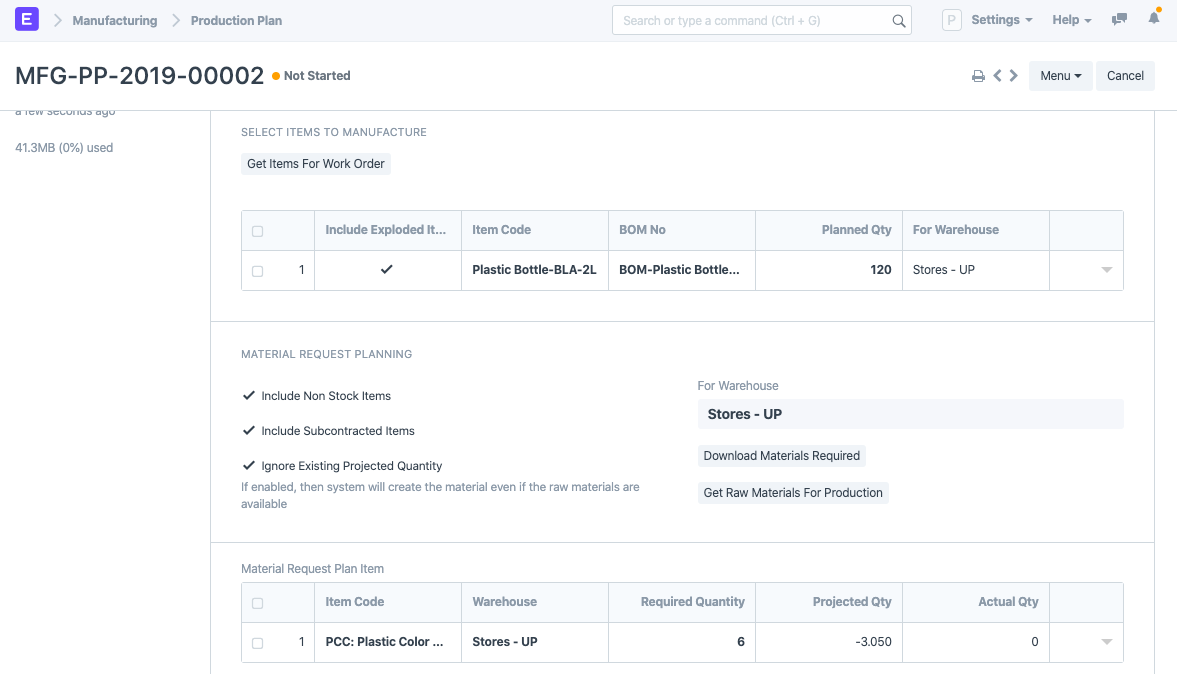 E Manufacturing Production Plan Search or type a command (Ctrl + G) P Settings Help
MFG-PP-2019-00002 Not Started Menu Cancel
a few seconds ago
41.3MB (0%) used
SELECT ITEMS TO MANUFACTURE
Get Items For Work Order
Include Exploded It... Item Code BOM No Planned Qty For Warehouse
1 Plastic Bottle-BLA-2L BOM-Plastic Bottle... 120 Stores - UP
MATERIAL REQUEST PLANNING
Include Non Stock Items
Include Subcontracted Items
Ignore Existing Projected Quantity
If enabled, then system will create the material even if the raw materials are
available
For Warehouse
Stores - UP
Download Materials Required
Get Raw Materials For Production
Material Request Plan Item
Item Code Warehouse Required Quantity Projected Qty Actual Qty
1 PCC: Plastic Color ... Stores - UP 6 -3.050 0